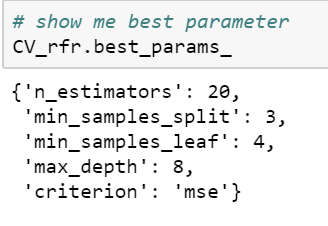 # show me best parameter
CV_rfr.best_params_
{'n_estimators': 20,
 'min_samples_split': 3,
 'min_samples_leaf': 4,
 'max_depth': 8,
 'criterion': 'mse'}